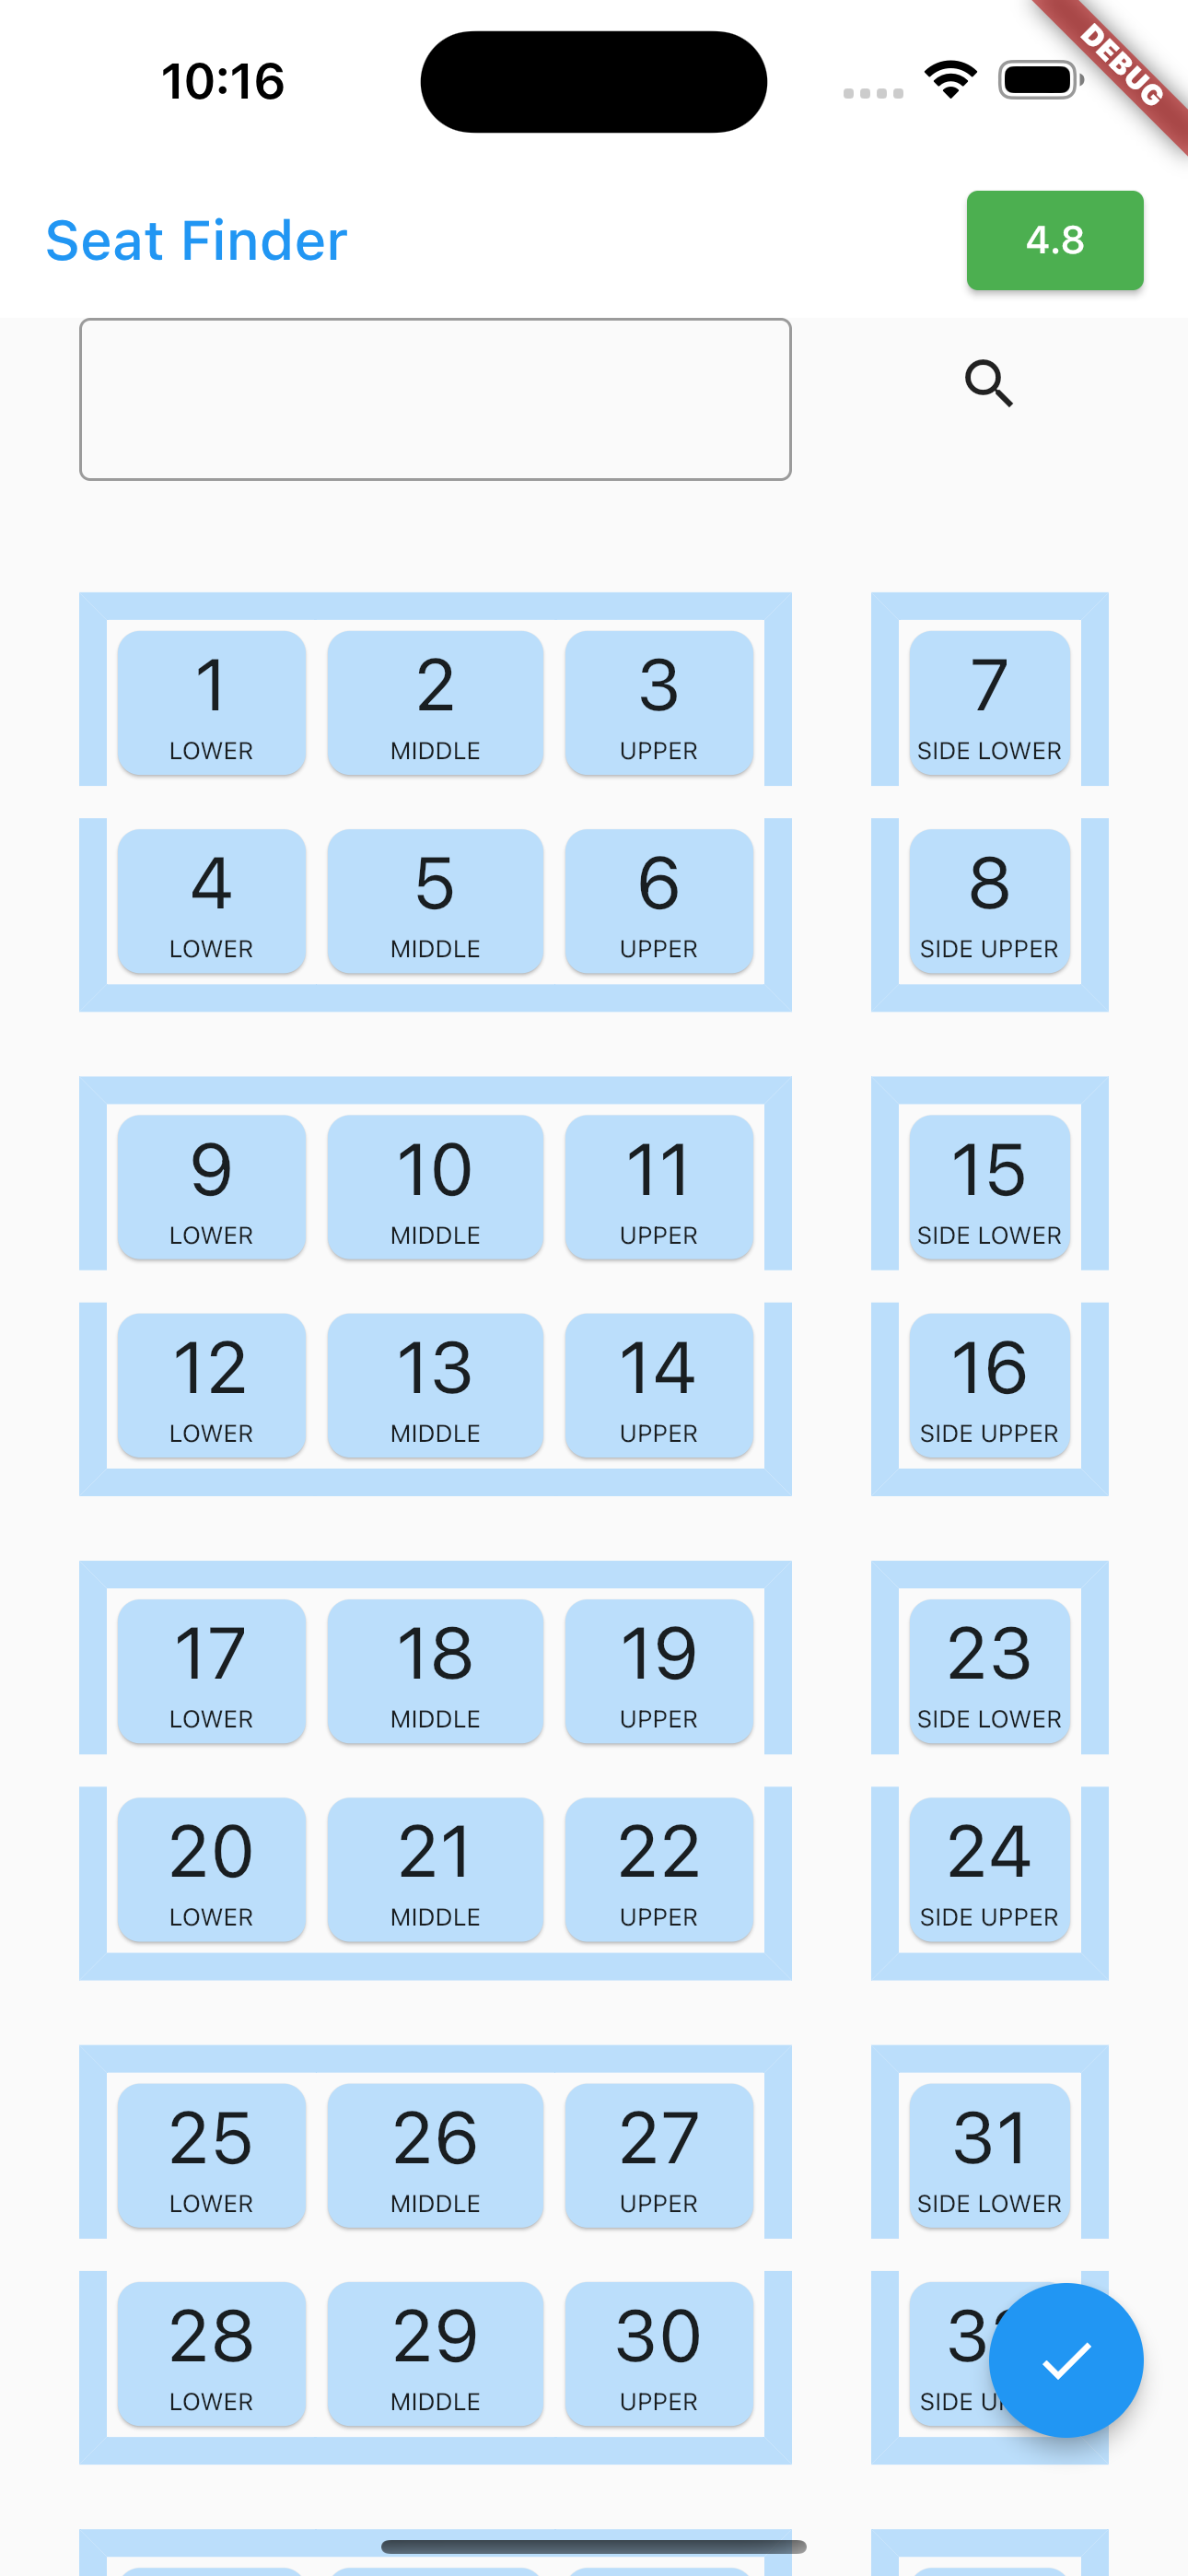 10:16
DEBUG
Seat Finder
4.8
1 2 3 7
LOWER MIDDLE UPPER SIDE LOWER
4 5 6 8
LOWER MIDDLE UPPER SIDE UPPER
9 10 11 15
LOWER MIDDLE UPPER SIDE LOWER
12 13 14 16
LOWER MIDDLE UPPER SIDE UPPER
17 18 19 23
LOWER MIDDLE UPPER SIDE LOWER
20 21 22 24
LOWER MIDDLE UPPER SIDE UPPER
25 26 27 31
LOWER MIDDLE UPPER SIDE LOWER
28 29 30
LOWER MIDDLE UPPER SIDE